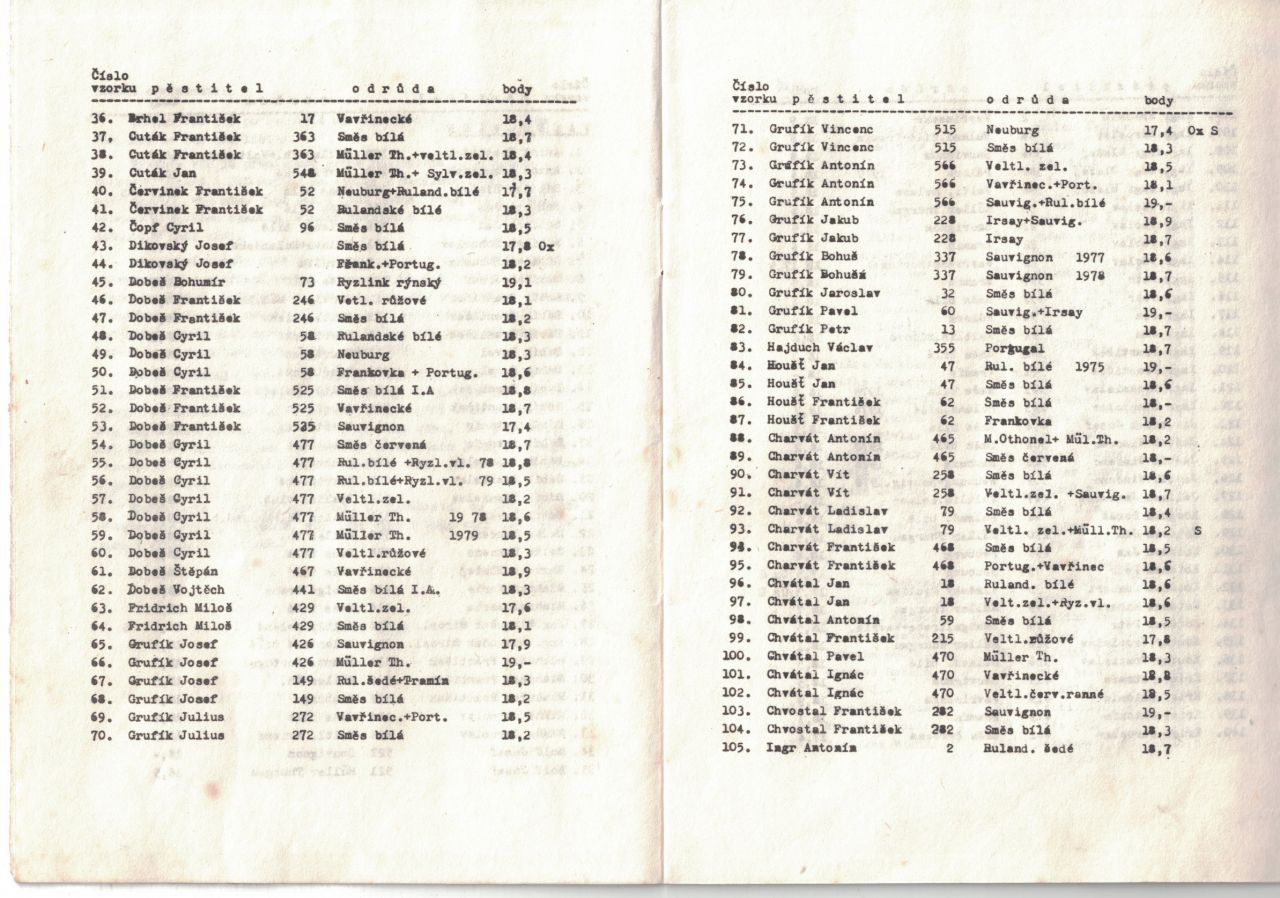 Číslo
vzorku p ě s t i t e l o d r ů d a body
36. Brhel František 17 Vavřinecké 18,4
37. Cuták František 363 Směs bílá 18,7
38. Cuták František 363 Müller Th.+veltl.zel. 18,4
39. Cuták Jan 548 Müller Th.+ Sylv.zel. 18,3
40. Červinek František 52 Neuburg+Ruland.bílé 17,7
41. Červinek František 52 Rulandské bílé 18,3
42. Čopf Cyril 96 Směs bílá 18,5
43. Dikovský Josef Směs bílá 17,8 Ox
44. Dikovský Josef Frank.+Portug. 18,2
45. Dobeš Bohumír 73 Ryzlink rýnský 19,1
46. Dobeš František 246 Vetl. růžové 18,1
47. Dobeš František 246 Směs bílá 18,2
48. Dobeš Cyril 58 Rulandské bílé 18,3
49. Dobeš Cyril 58 Neuburg 18,3
50. Dobeš Cyril 58 Frankovka + Portug. 18,6
51. Dobeš František 525 Směs bílá I.A 18,8
52. Dobeš František 525 Vavřinecké 18,7
53. Dobeš František 525 Sauvignon 17,4
54. Dobeš Cyril 477 Směs červená 18,7
55. Dobeš Cyril 477 Rul.bílé +Ryzl.vl. 78 18,8
56. Dobeš Cyril 477 Rul.bílé+Ryzl.vl. 79 18,5
57. Dobeš Cyril 477 Veltl.zel. 18,2
58. Dobeš Cyril 477 Müller Th. 19 78 18,6
59. Dobeš Cyril 477 Müller Th. 1979 18,5
60. Dobeš Cyril 477 Veltl.růžové 18,3
61. Dobeš Štěpán 467 Vavřinecké 18,9
62. Dobeš Vojtěch 441 Směs bílá I.A. 18,3
63. Fridrich Miloš 429 Veltl.zel. 17,6
64. Fridrich Miloš 429 Směs bílá 18,1
65. Grufík Josef 426 Sauvignon 17,9
66. Grufík Josef 426 Müller Th. 19,-
67. Grufík Josef 149 Rul.šedé+Tramín 18,3
68. Grufík Josef 149 Směs bílá 18,2
69. Grufík Julius 272 Vavřinec.+Port. 18,5
70. Grufík Julius 272 Směs bílá 18,2
Číslo
vzorku p ě s t i t e l o d r ů d a body
71. Grufík Vincenc 515 Neuburg 17,4 Ox S
72. Grufík Vincenc 515 Směs bílá 18,3
73. Grufík Antonín 566 Veltl. zel. 18,5
74. Grufík Antonín 566 Vavřinec.+Port. 18,1
75. Grufík Antonín 566 Sauvig.+Rul.bílé 19,-
76. Grufík Jakub 228 Irsay+Sauvig. 18,9
77. Grufík Jakub 228 Irsay 18,7
78. Grufík Bohuš 337 Sauvignon 1977 18,6
79. Grufík Bohušá 337 Sauvignon 1978 18,7
80. Grufík Jaroslav 32 Směs bílá 18,6
81. Grufík Pavel 60 Sauvig.+Irsay 19,-
82. Grufík Petr 13 Směs bílá 18,7
83. Hajduch Václav 355 Portugal 18,7
84. Houšť Jan 47 Rul. bílé 1975 19,-
85. Houšť Jan 47 Směs bílá 18,6
86. Houšť František 62 Směs bílá 18,-
87. Houšť František 62 Frankovka 18,2
88. Charvát Antonín 465 M.Othonel+ Mül.Th. 18,2
89. Charvát Antonín 465 Směs červená 18,-
90. Charvát Vít 258 Směs bílá 18,6
91. Charvát Vít 258 Veltl.zel. +Sauvig. 18,7
92. Charvát Ladislav 79 Směs bílá 18,4
93. Charvát Ladislav 79 Veltl. zel.+Müll.Th. 18,2 S
94. Charvát František 468 Směs bílá 18,5
95. Charvát František 468 Portug.+Vavřinec 18,6
96. Chvátal Jan 18 Ruland. bílé 18,6
97. Chvátal Jan 18 Velt.zel.+Ryz.vl. 18,6
98. Chvátal Antonín 59 Směs bílá 18,5
99. Chvátal František 215 Veltl.růžové 17,8
100. Chvátal Pavel 470 Müller Th. 18,3
101. Chvátal Ignác 470 Vavřinecké 18,8
102. Chvátal Ignác 470 Veltl.červ.ranné 18,5
103. Chvostal František 282 Sauvignon 19,-
104. Chvostal František 282 Směs bílá 18,3
105. Ingr Antonín 2 Ruland. šedé 18,7